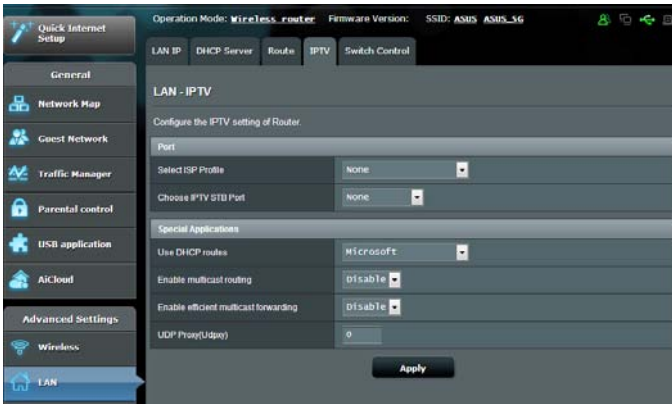 Quick Internet
Setup
General
Network Map
Guest Network
Traffic Manager
Parental control
USB application
AiCloud
Advanced Settings
Wireless
LAN
Operation Mode: Wireless router Firmware Version: SSID: ASUS ASUS_5G
LAN IP DHCP Server Route IPTV Switch Control
LAN - IPTV
Configure the IPTV setting of Router.
Port
Select ISP Profile None
Choose IPTV STB Port None
Special Applications
Use DHCP routes Microsoft
Enable multicast routing Disable
Enable efficient multicast forwarding Disable
UDP Proxy(Udpxy) 0
Apply